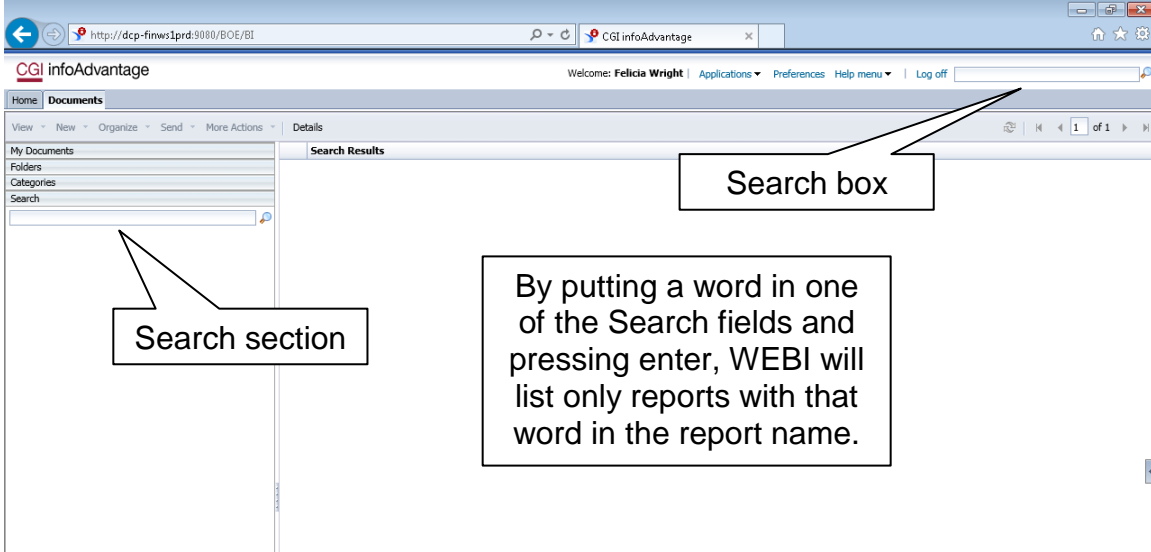 http://dcp-finws1prd:9080/BOE/BI
CGI infoAdvantage
CGI infoAdvantage
Welcome: Felicia Wright | Applications Preferences Help menu | Log off
Home Documents
View New Organize Send More Actions Details
1 of 1
My Documents
Search Results
Folders
Categories
Search
Search box
Search section
By putting a word in one
of the Search fields and
pressing enter, WEBI will
list only reports with that
word in the report name.